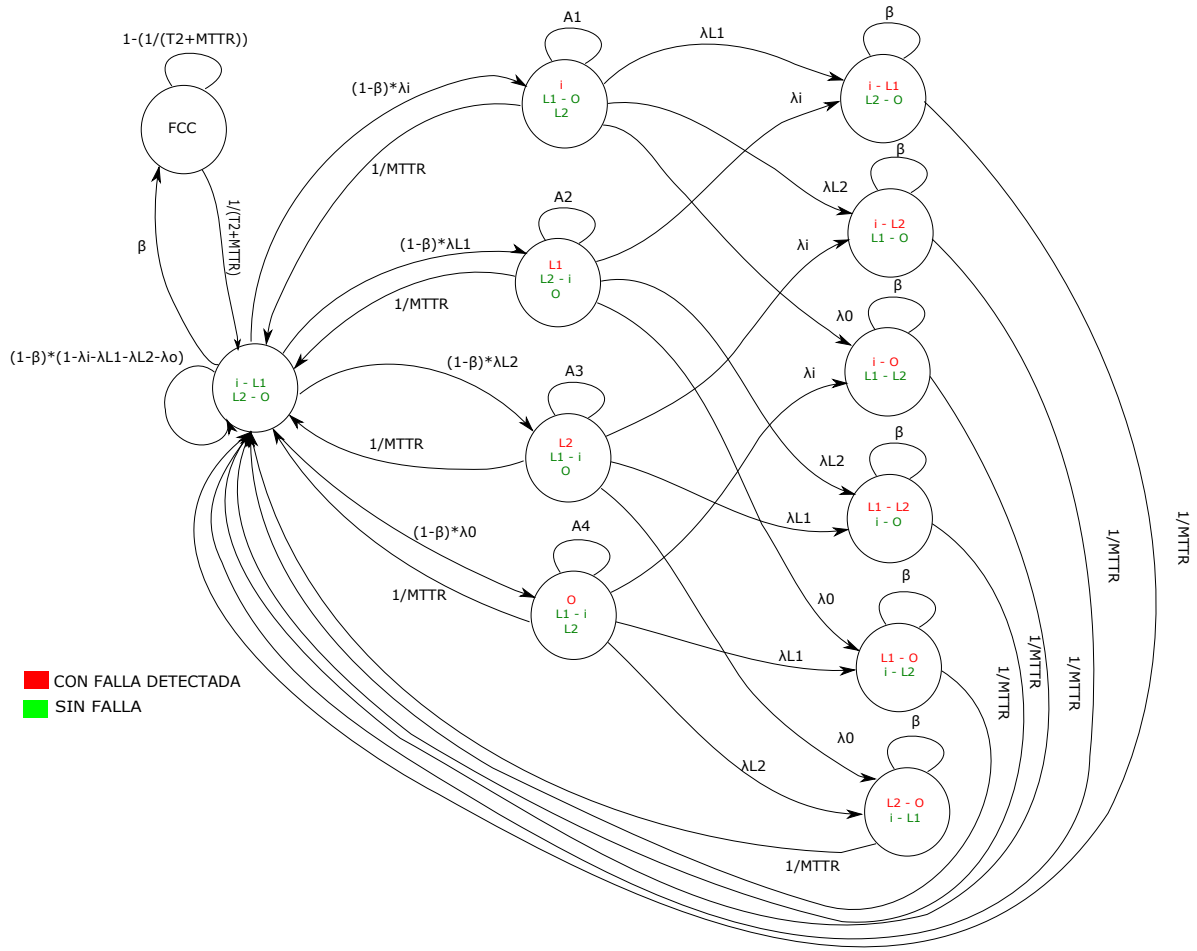 1-(1/(T2+MTTR))
FCC
β
1/(T2+MTTR)
(1-β)*(1-λi-λL1-λL2-λo)
i - L1
L2 - O
(1-β)*λi
1/MTTR
(1-β)*λL1
1/MTTR
(1-β)*λL2
1/MTTR
(1-β)*λ0
1/MTTR
A1
i
L1 - O
L2
A2
L1
L2 - i
O
A3
L2
L1 - i
O
A4
O
L1 - i
L2
λL1
λi
λL2
λi
λ0
λi
λL2
λL1
λ0
λL1
λ0
λL2
β
i - L1
L2 - O
β
i - L2
L1 - O
β
i - O
L1 - L2
β
L1 - L2
i - O
β
L1 - O
i - L2
β
L2 - O
i - L1
1/MTTR
1/MTTR
1/MTTR
1/MTTR
1/MTTR
1/MTTR
CON FALLA DETECTADA
SIN FALLA